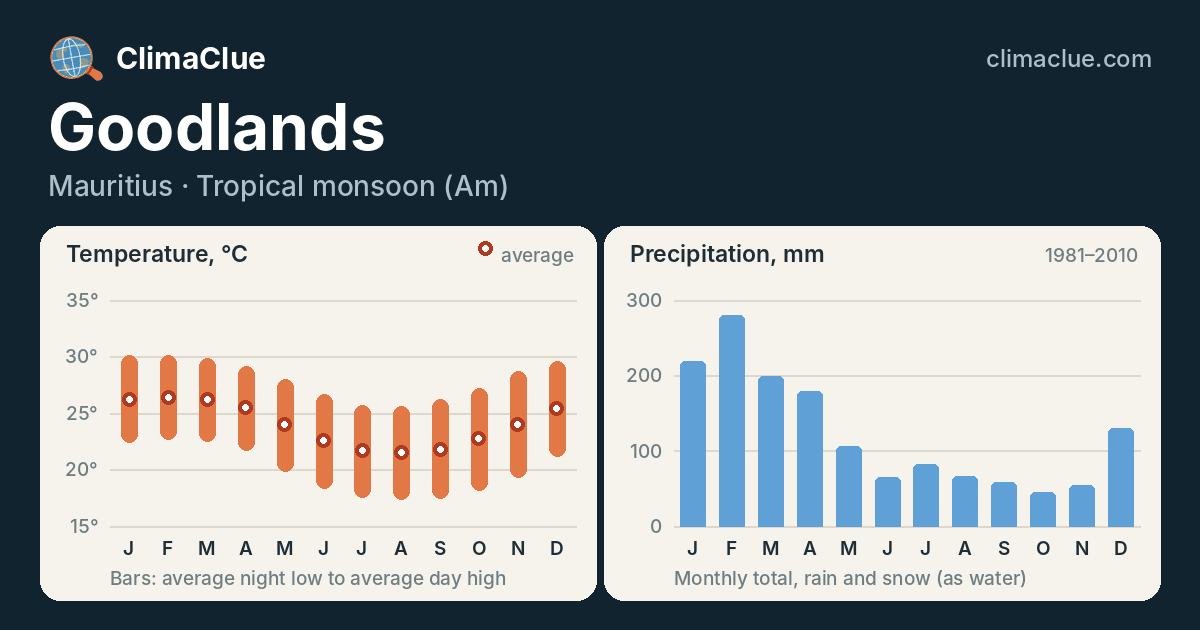 ClimaClue
climaclue.com
Goodlands
Mauritius · Tropical monsoon (Am)
Temperature, °C
average
35°
30°
25°
20°
15°
J F M A M J J A S O N D
Bars: average night low to average day high
Precipitation, mm
1981–2010
300
200
100
0
J F M A M J J A S O N D
Monthly total, rain and snow (as water)